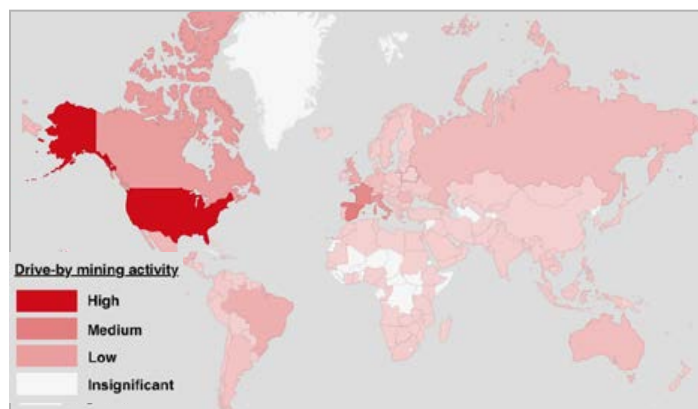 Drive-by mining activity
High
Medium
Low
Insignificant